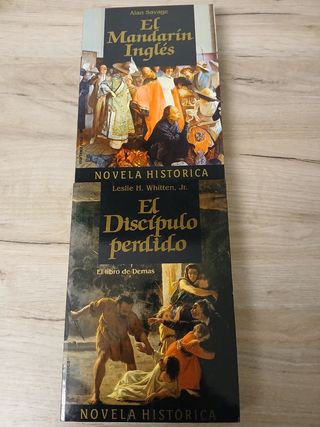 Alan Savage
El
Mandarín
Inglés
NOVELA HISTÓRICA
Leslie H. Whitten, Jr.
El
Discípulo
perdido
El libro de Demas
NOVELA HISTÓRICA